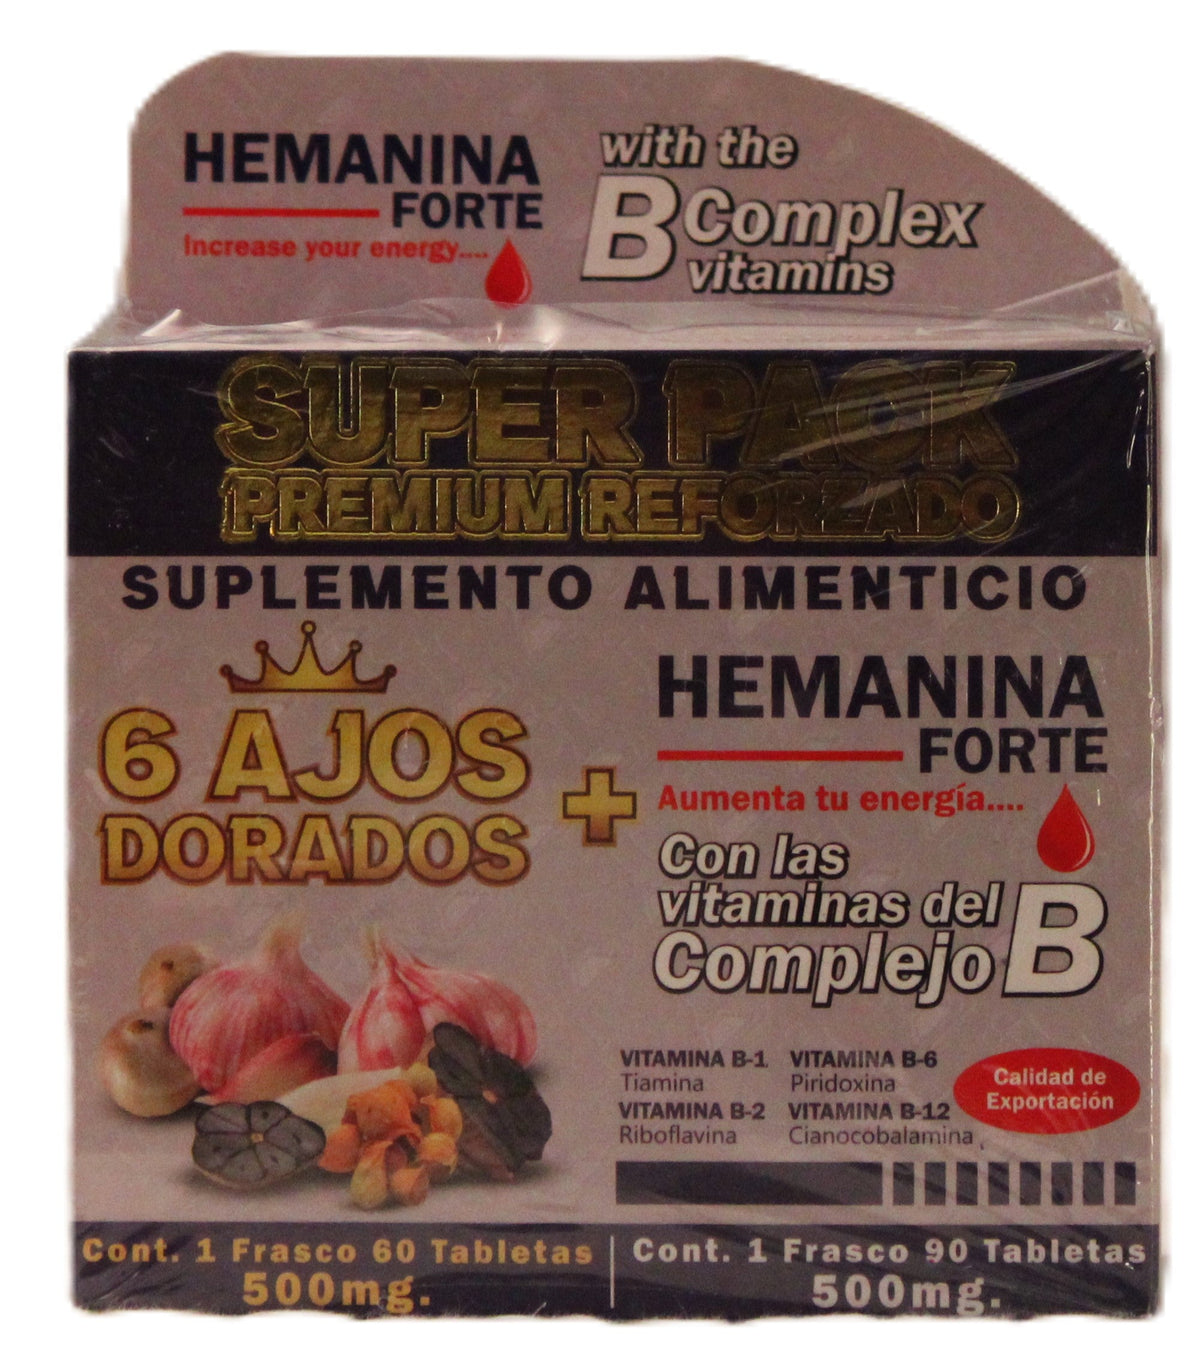 HEMANINA
FORTE
Increase your energy....
with the
B Complex
vitamins
SUPER PACK
PREMIUM REFORZADO
SUPLEMENTO ALIMENTICIO
6 AJOS
DORADOS
+
HEMANINA
FORTE
Aumenta tu energía....
Con las
vitaminas del
Complejo B
VITAMINA B-1 VITAMINA B-6
Tiamina Piridoxina
VITAMINA B-2 VITAMINA B-12
Riboflavina Cianocobalamina
Calidad de
Exportación
Cont. 1 Frasco 60 Tabletas
500mg.
Cont. 1 Frasco 90 Tabletas
500mg.